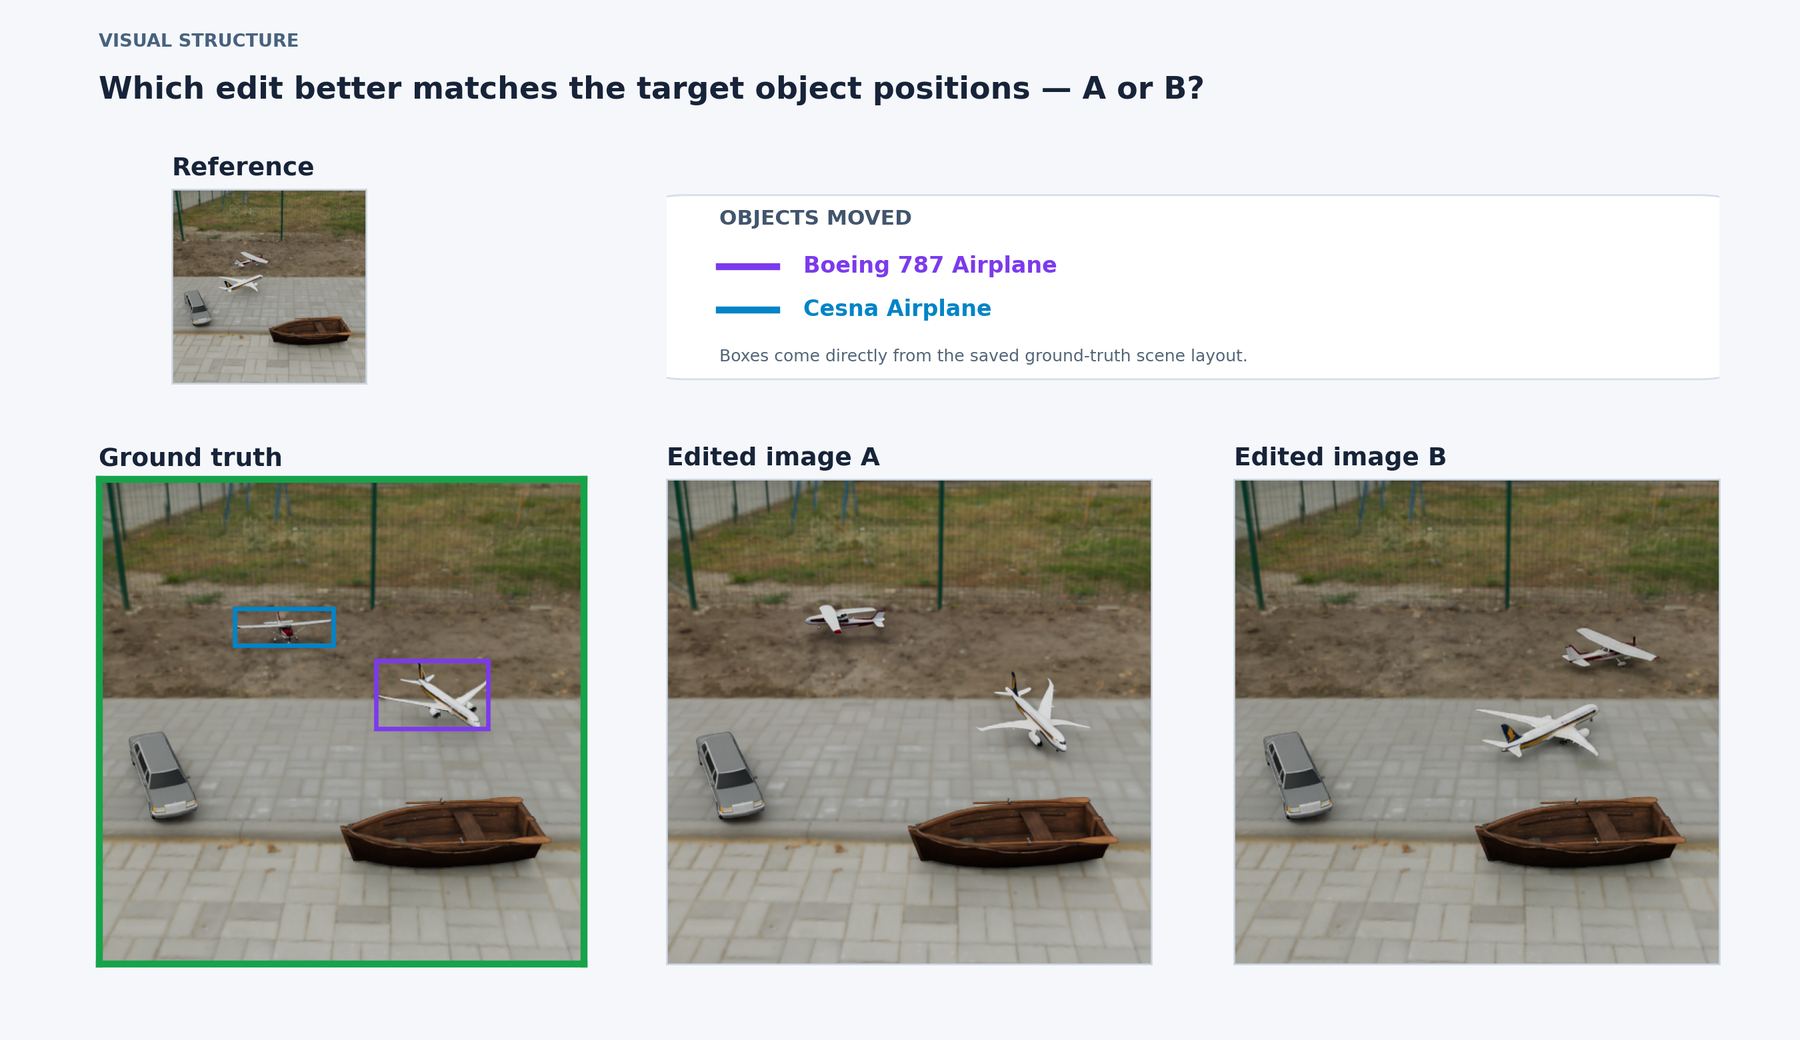 VISUAL STRUCTURE
Which edit better matches the target object positions — A or B?
Reference
OBJECTS MOVED
Boeing 787 Airplane
Cesna Airplane
Boxes come directly from the saved ground-truth scene layout.
Ground truth
Edited image A
Edited image B